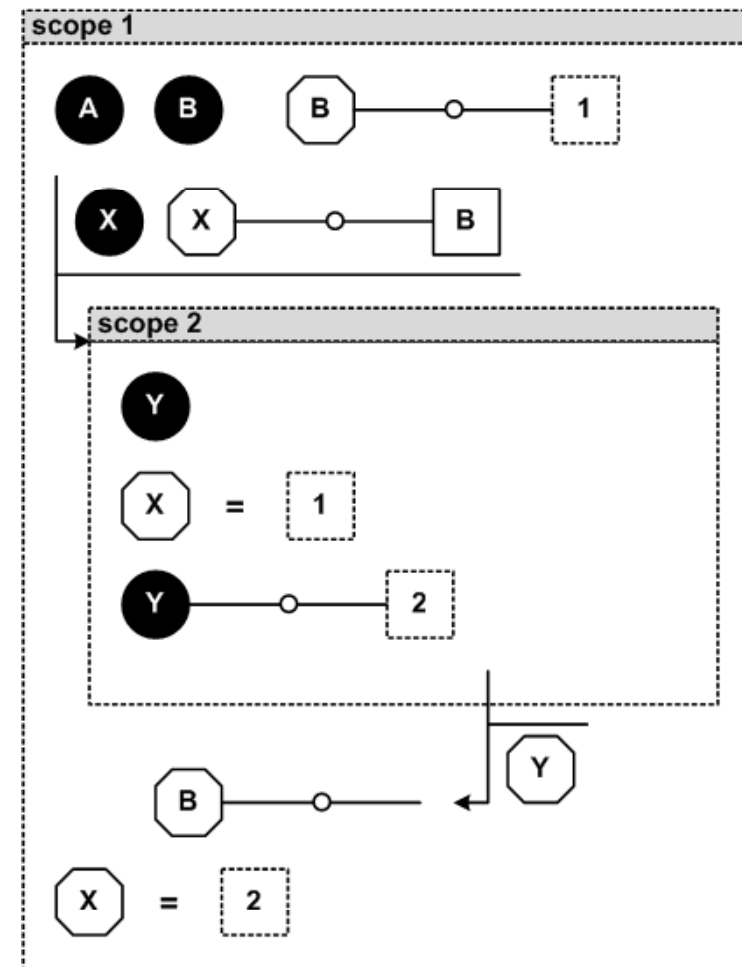 scope 1
A B B 1
X X B
scope 2
Y
X = 1
Y 2
Y
B
X = 2